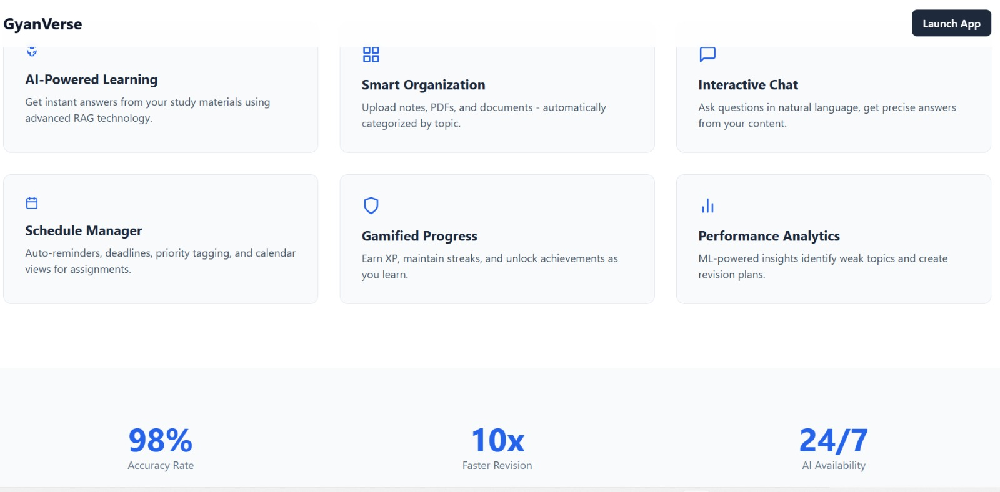 GyanVerse
Launch App
AI-Powered Learning
Get instant answers from your study materials using
advanced RAG technology.
Smart Organization
Upload notes, PDFs, and documents - automatically
categorized by topic.
Interactive Chat
Ask questions in natural language, get precise answers
from your content.
Schedule Manager
Auto-reminders, deadlines, priority tagging, and calendar
views for assignments.
Gamified Progress
Earn XP, maintain streaks, and unlock achievements as
you learn.
Performance Analytics
ML-powered insights identify weak topics and create
revision plans.
98%
Accuracy Rate
10x
Faster Revision
24/7
AI Availability